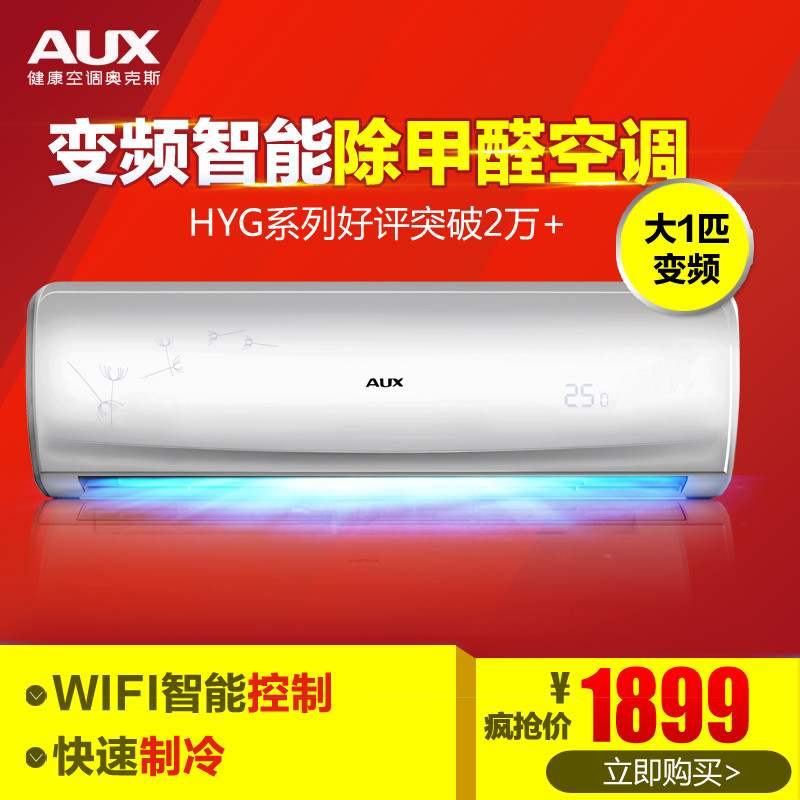 AUX
健康空调奥克斯
变频智能除甲醛空调
HYG系列好评突破2万+
大1匹
变频
AUX
25
WIFI智能控制
快速制冷
¥1899
疯抢价
立即购买>